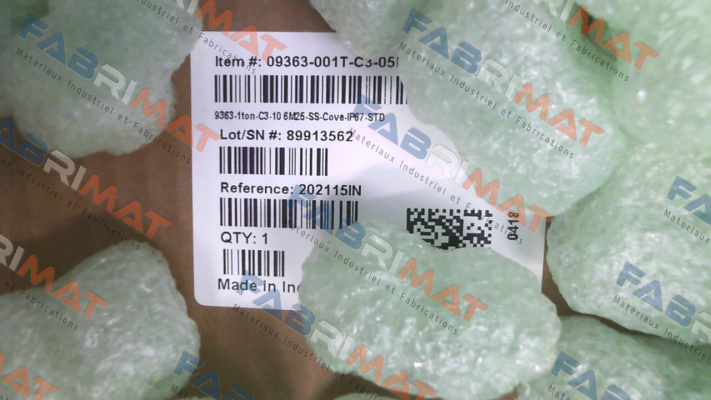 Item #: 09363-001T-C3-05
9363-1ton-C3-10.6M25-SS-Cove-IP67-STD
Lot/SN #: 89913562
Reference: 202115IN
QTY: 1
0418
Made in
FABRIMAT
Materiaux Industriel et Fabrications